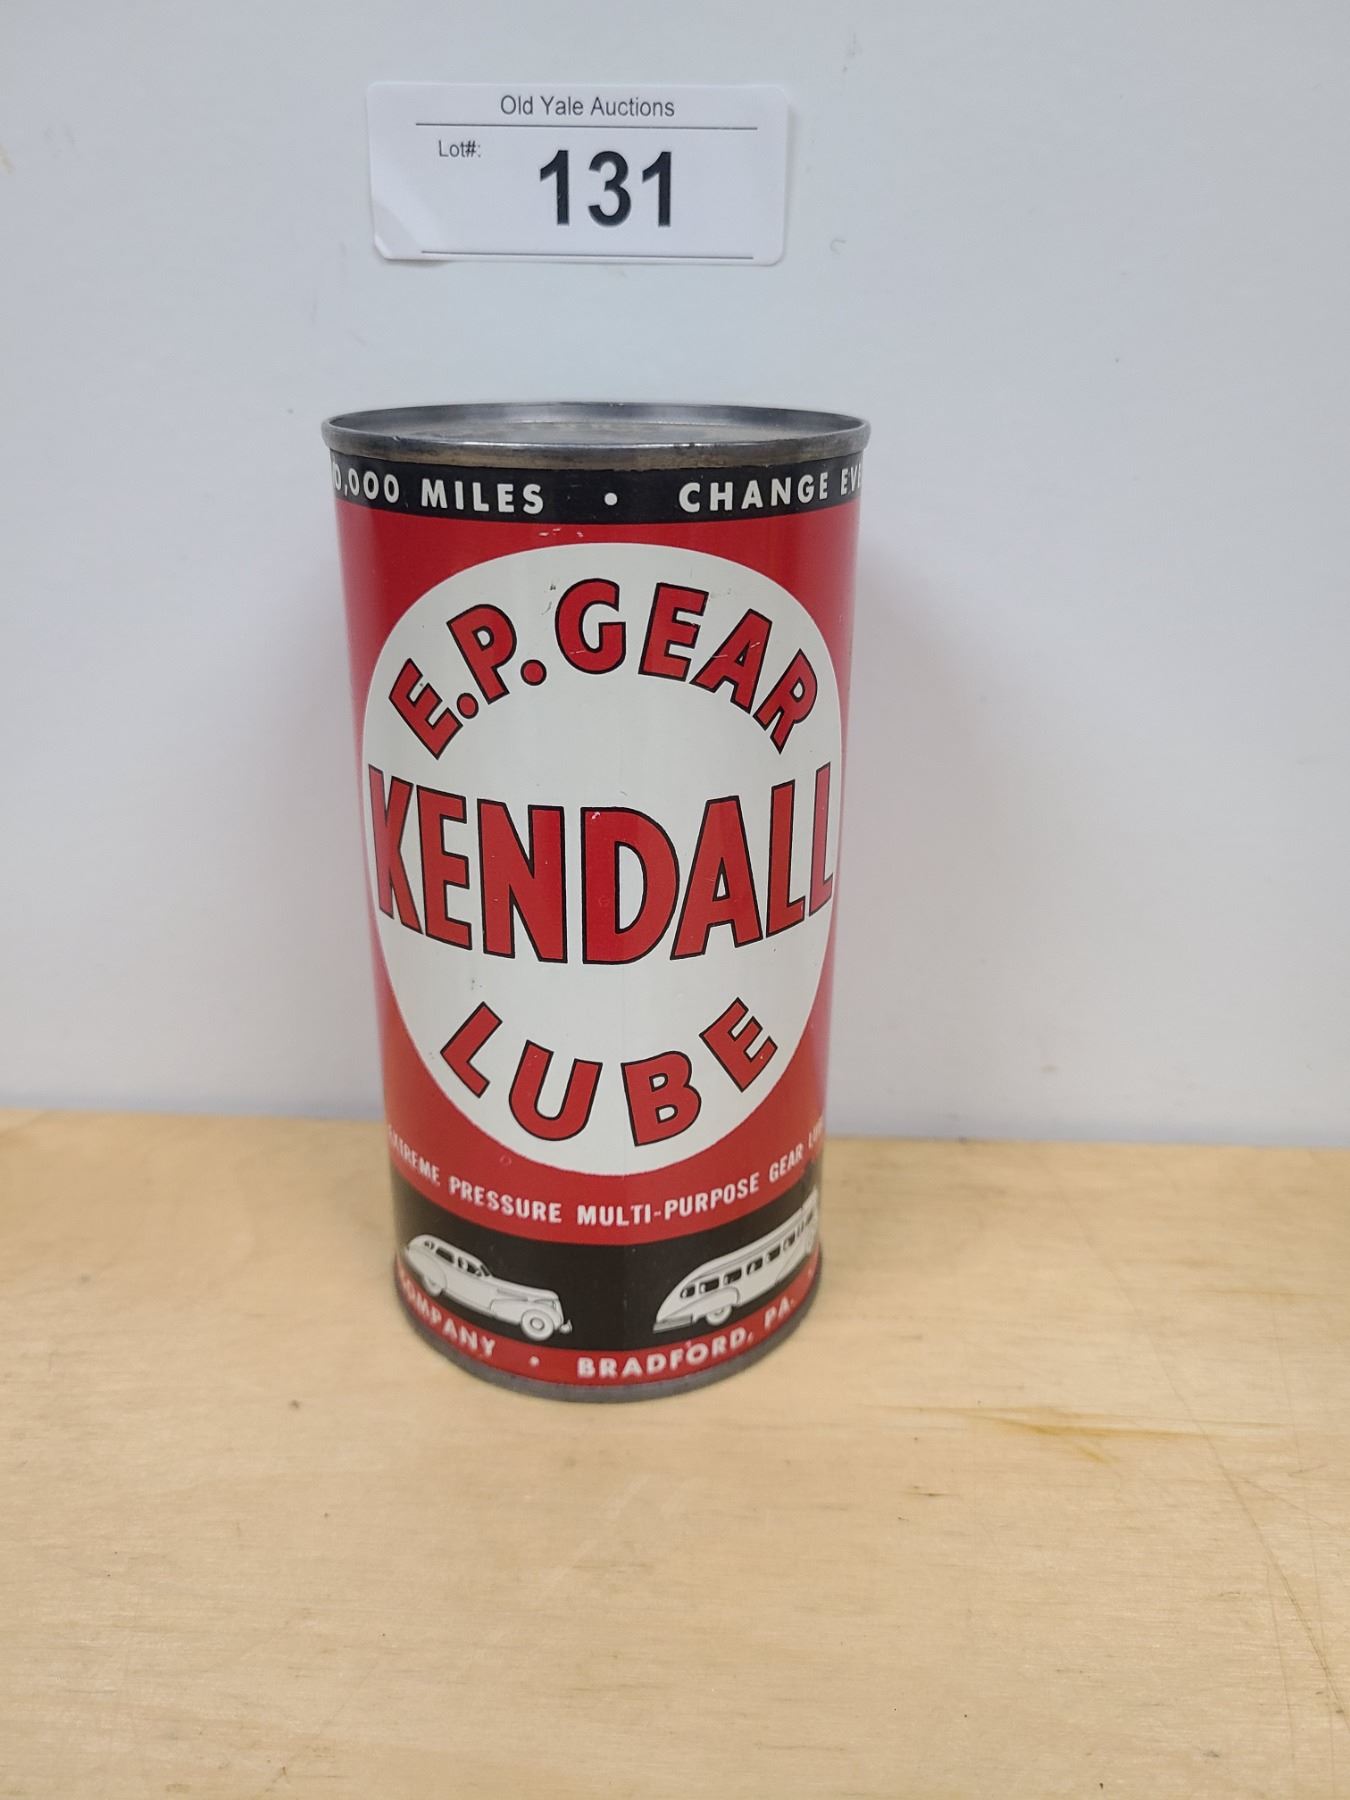 Old Yale Auctions
Lot#:
131
0,000 MILES • CHANGE
E.P. GEAR
KENDALL
LUBE
EXTREME PRESSURE MULTI-PURPOSE GEAR
COMPANY • BRADFORD, PA.